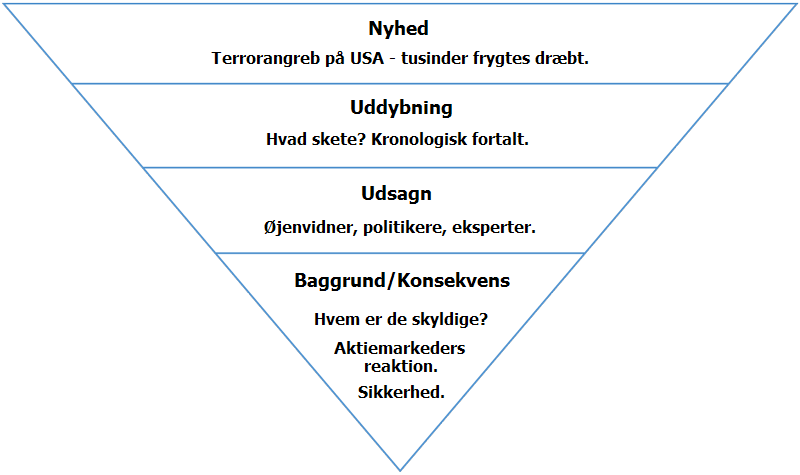 Nyhed
Terrorangreb på USA - tusinder frygtes dræbt.
Uddybning
Hvad skete? Kronologisk fortalt.
Udsagn
Øjenvidner, politikere, eksperter.
Baggrund/Konsekvens
Hvem er de skyldige?
Aktiemarkeders
reaktion.
Sikkerhed.